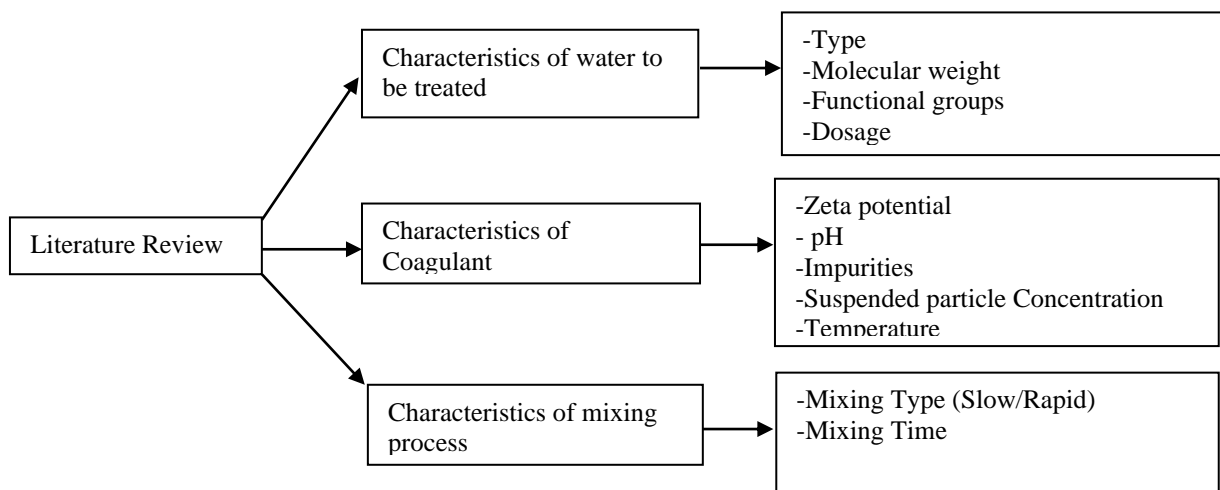 Literature Review
Characteristics of water to
be treated
-Type
-Molecular weight
-Functional groups
-Dosage
Characteristics of
Coagulant
-Zeta potential
- pH
-Impurities
-Suspended particle Concentration
-Temperature
Characteristics of mixing
process
-Mixing Type (Slow/Rapid)
-Mixing Time